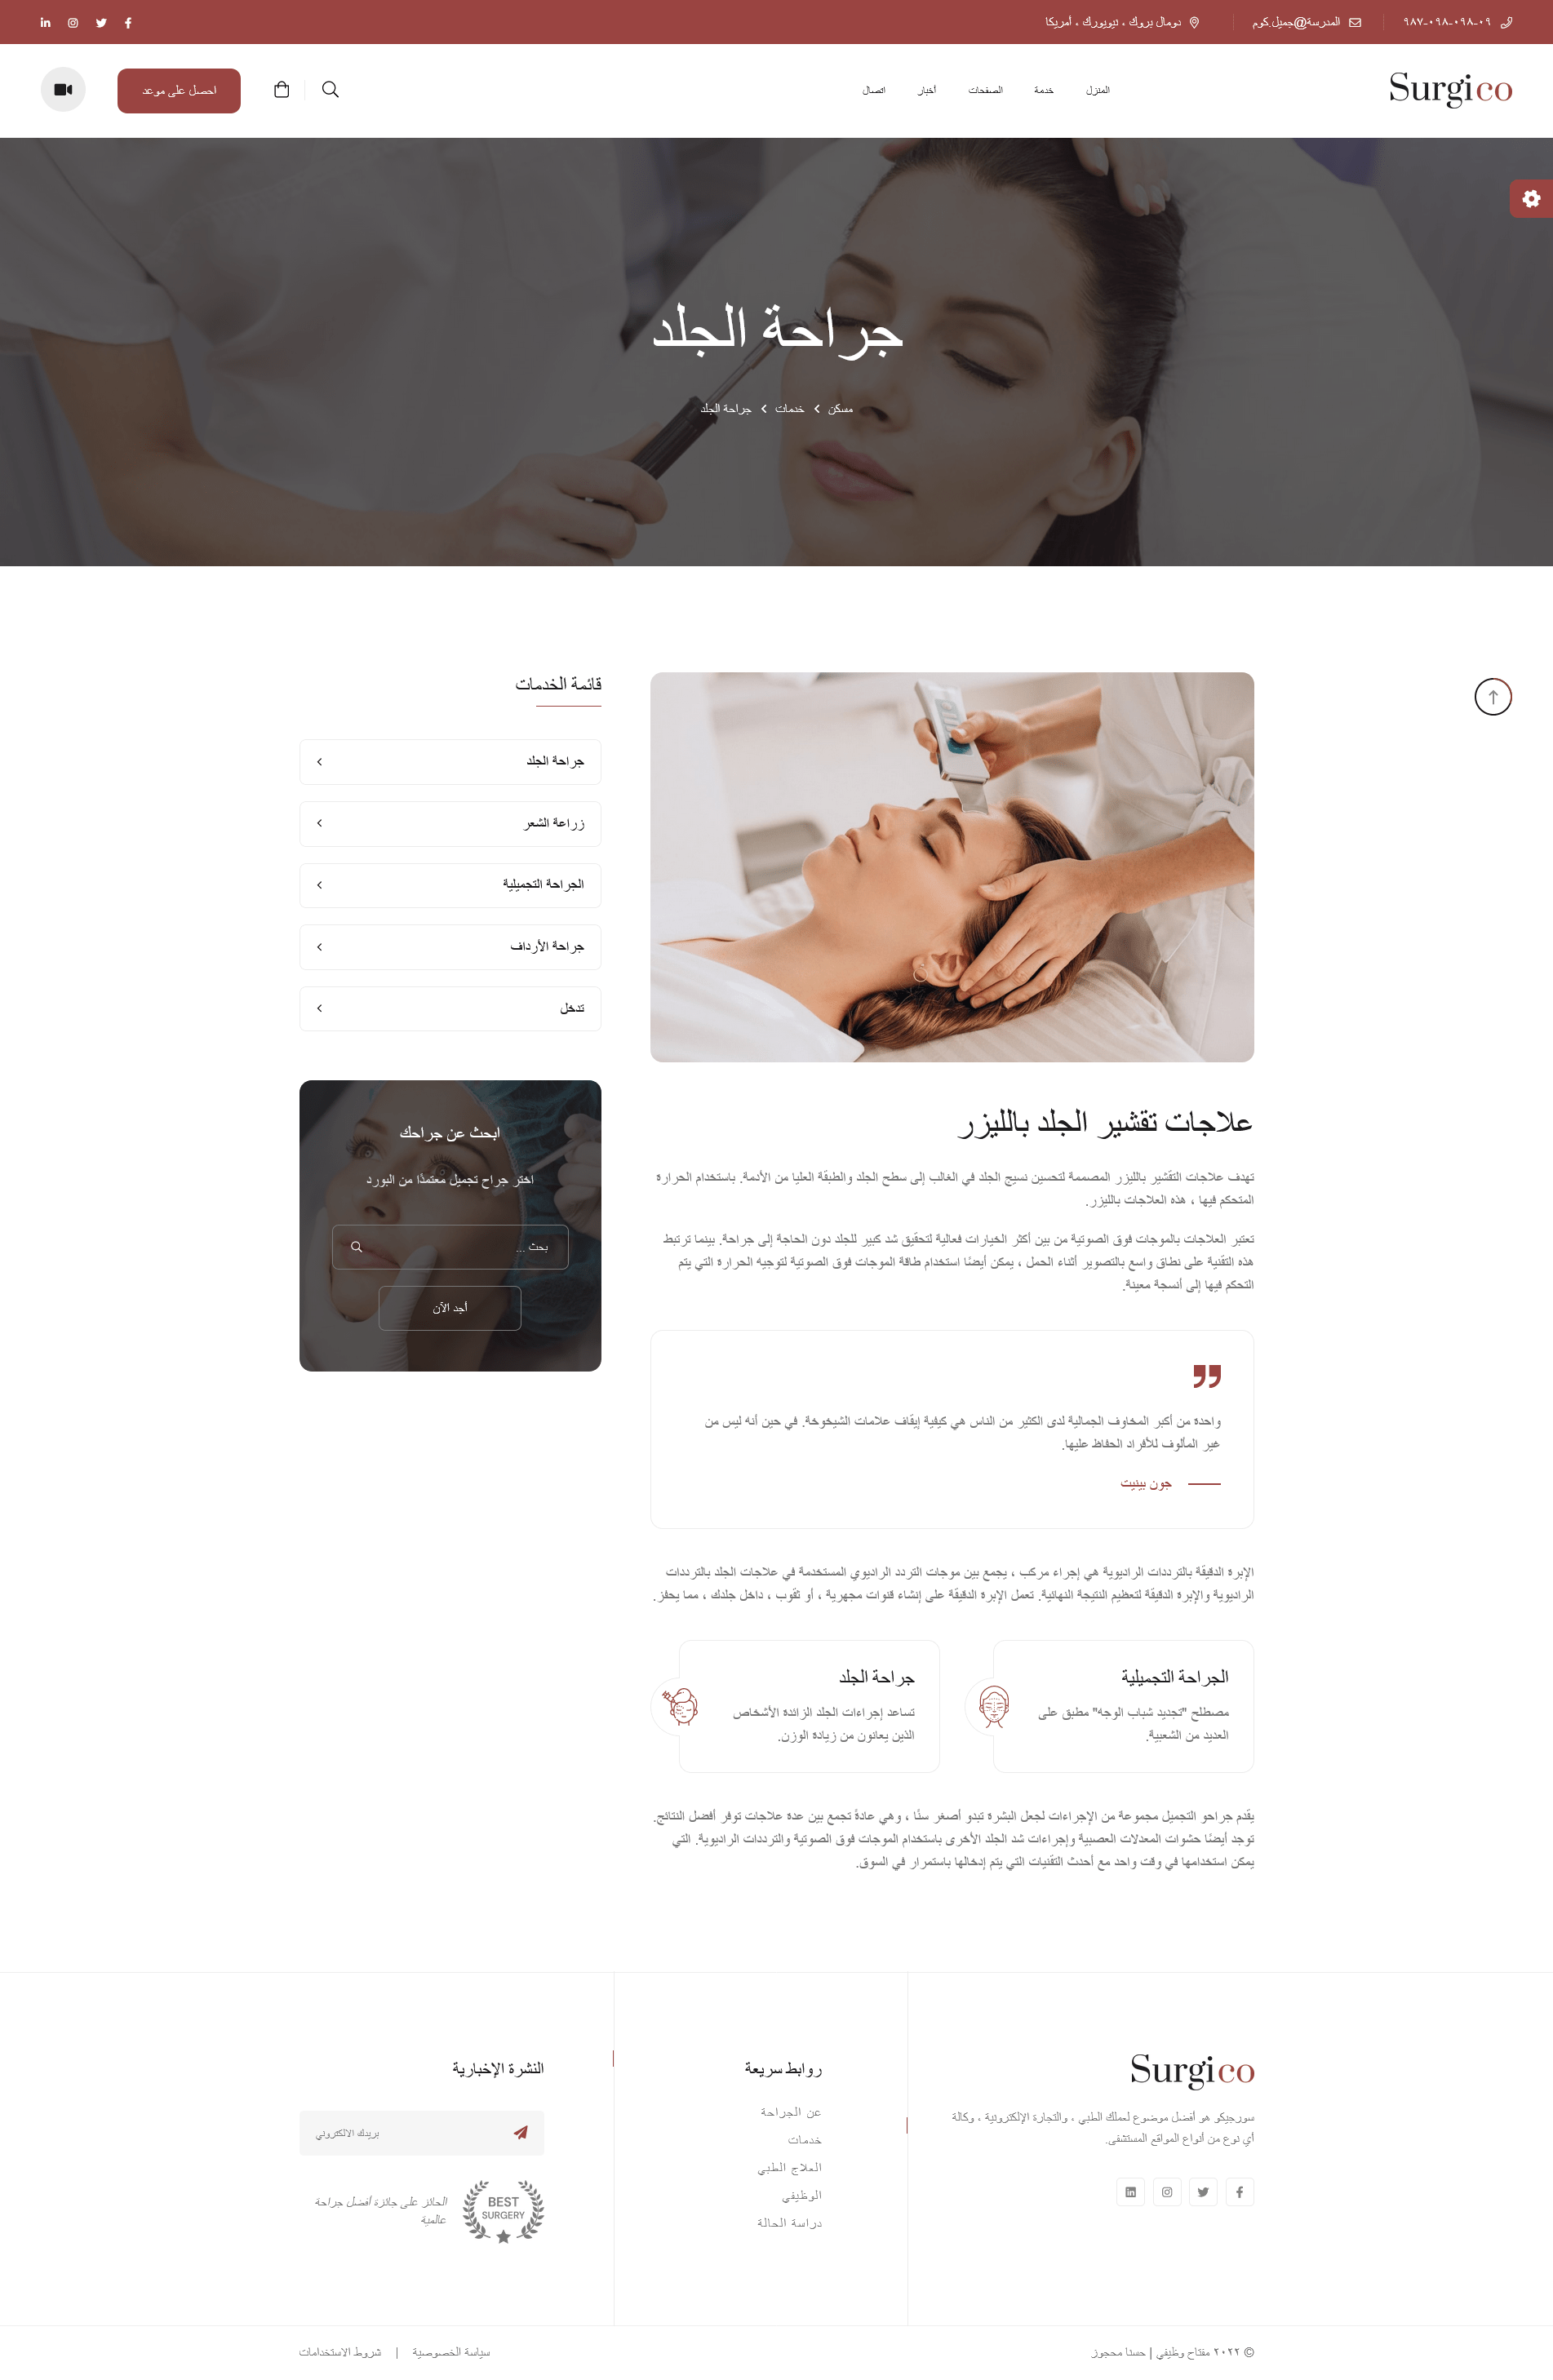 ٠٩-٠٩٨-٠٩٨-٩٨٧
المدرسة@جميْل.كوم
نومال بروك ، نيويورك ، أمريكا
Surgico
المنزل
خدمة
الصفحات
أخبار
اتصال
احصل على موعد
جراحة الجلد
مسكن
خدمات
جراحة الجلد
علاجات تقشير الجلد بالليزر
تهدف علاجات التقشير بالليزر المصممة لتحسين نسيج الجلد في الغالب إلى سطح الجلد والطبقة العليا من الأدمة. باستخدام الحرارة
المتحكم فيها ، هذه العلاجات بالليزر.
تعتبر العلاجات بالموجات فوق الصوتية من بين أكثر الخيارات فعالية لتحقيق شد كبير للجلد دون الحاجة إلى جراحة. بينما ترتبط
هذه التقنية على نطاق واسع بالتصوير أثناء الحمل ، يمكن أيضًا استخدام طاقة الموجات فوق الصوتية لتوجيه الحرارة التي يتم
التحكم فيها إلى أنسجة معينة.
واحدة من أكبر المخاوف الجمالية لدى الكثير من الناس هي كيفية إيقاف علامات الشيخوخة. في حين أنه ليس من
غير المألوف للأفراد الحفاظ عليها.
جون بينيت
الإبرة الدقيقة بالترددات الراديوية هي إجراء مركب ، يجمع بين موجات التردد الراديوي المستخدمة في علاجات الجلد بالترددات
الراديوية والإبرة الدقيقة لتعظيم النتيجة النهائية. تعمل الإبرة الدقيقة على إنشاء قنوات مجهرية ، أو ثقوب ، داخل جلدك ، مما يحفز.
الجراحة التجميلية
مصطلح "تجديد شباب الوجه" مطبق على
العديد من الشعبية.
جراحة الجلد
تساعد إجراءات الجلد الزائدة الأشخاص
الذين يعانون من زيادة الوزن.
يقدم جراحو التجميل مجموعة من الإجراءات لجعل البشرة تبدو أصغر سنًا ، وهي عادةً تجمع بين عدة علاجات توفر أفضل النتائج.
توجد أيضًا حشوات المعدلات العصبية وإجراءات شد الجلد الأخرى باستخدام الموجات فوق الصوتية والترددات الراديوية. التي
يمكن استخدامها في وقت واحد مع أحدث التقنيات التي يتم إدخالها باستمرار في السوق.
قائمة الخدمات
جراحة الجلد
زراعة الشعر
الجراحة التجميلية
جراحة الأرداف
تدخل
ابحث عن جراحك
اختر جراح تجميل معتمدًا من البورد
بحث ...
أجد الآن
Surgico
سورجيكو هو أفضل موضوع لعملك الطبي ، والتجارة الإلكترونية ، وكالة
أي نوع من أنواع المواقع المستشفى.
روابط سريعة
عن الجراحة
خدمات
العلاج الطبي
الوظيفي
دراسة الحالة
النشرة الإخبارية
بريدك الالكتروني
BEST
SURGERY
الحائز على جائزة أفضل جراحة
عالمية
© ٢٠٢٢ مفتاح وظيفي | حسنا محجوز
سياسة الخصوصية | شروط الاستخدامات